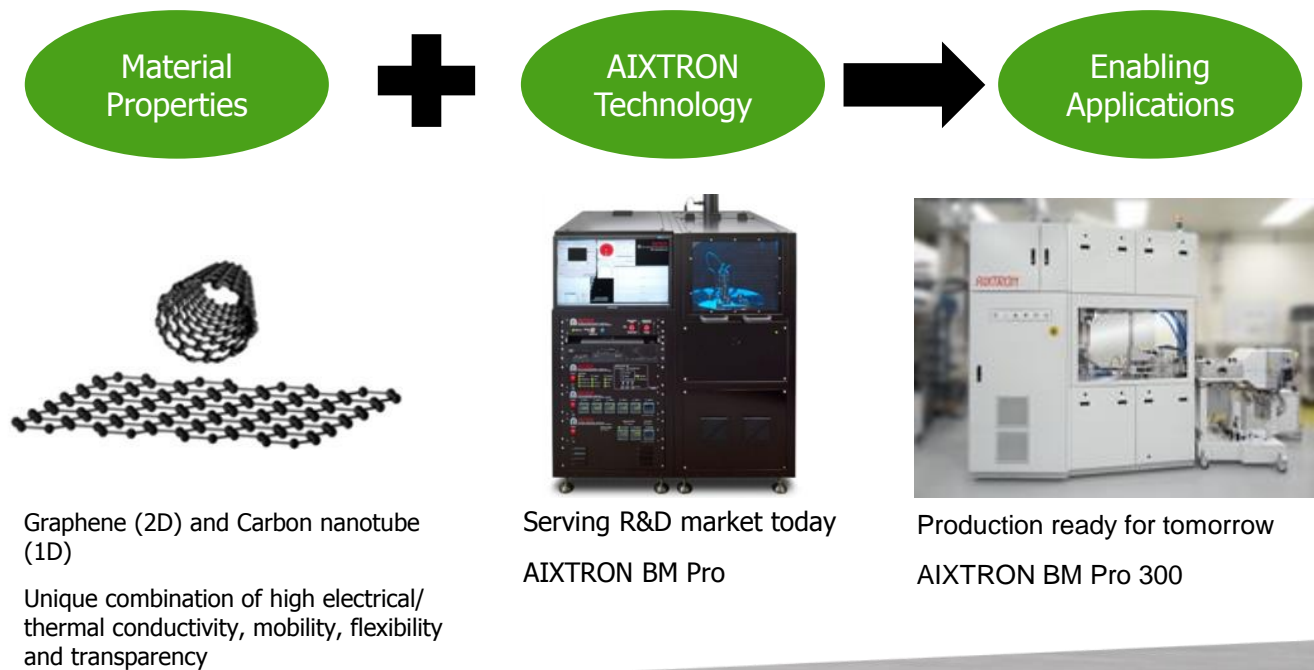 Material
Properties
AIXTRON
Technology
Enabling
Applications
AIXTRON
Graphene (2D) and Carbon nanotube
(1D)
Unique combination of high electrical/
thermal conductivity, mobility, flexibility
and transparency
Serving R&D market today
AIXTRON BM Pro
Production ready for tomorrow
AIXTRON BM Pro 300